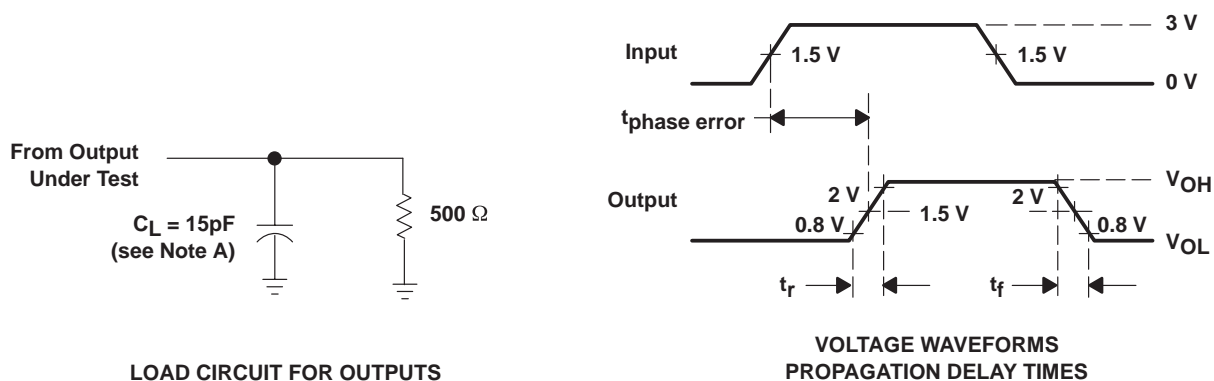 From Output
Under Test
CL = 15pF
(see Note A)
500 Ω
LOAD CIRCUIT FOR OUTPUTS
Input
1.5 V
1.5 V
3 V
0 V
tphase error
Output
2 V
0.8 V
1.5 V
2 V
0.8 V
VOH
VOL
tr
tf
VOLTAGE WAVEFORMS
PROPAGATION DELAY TIMES